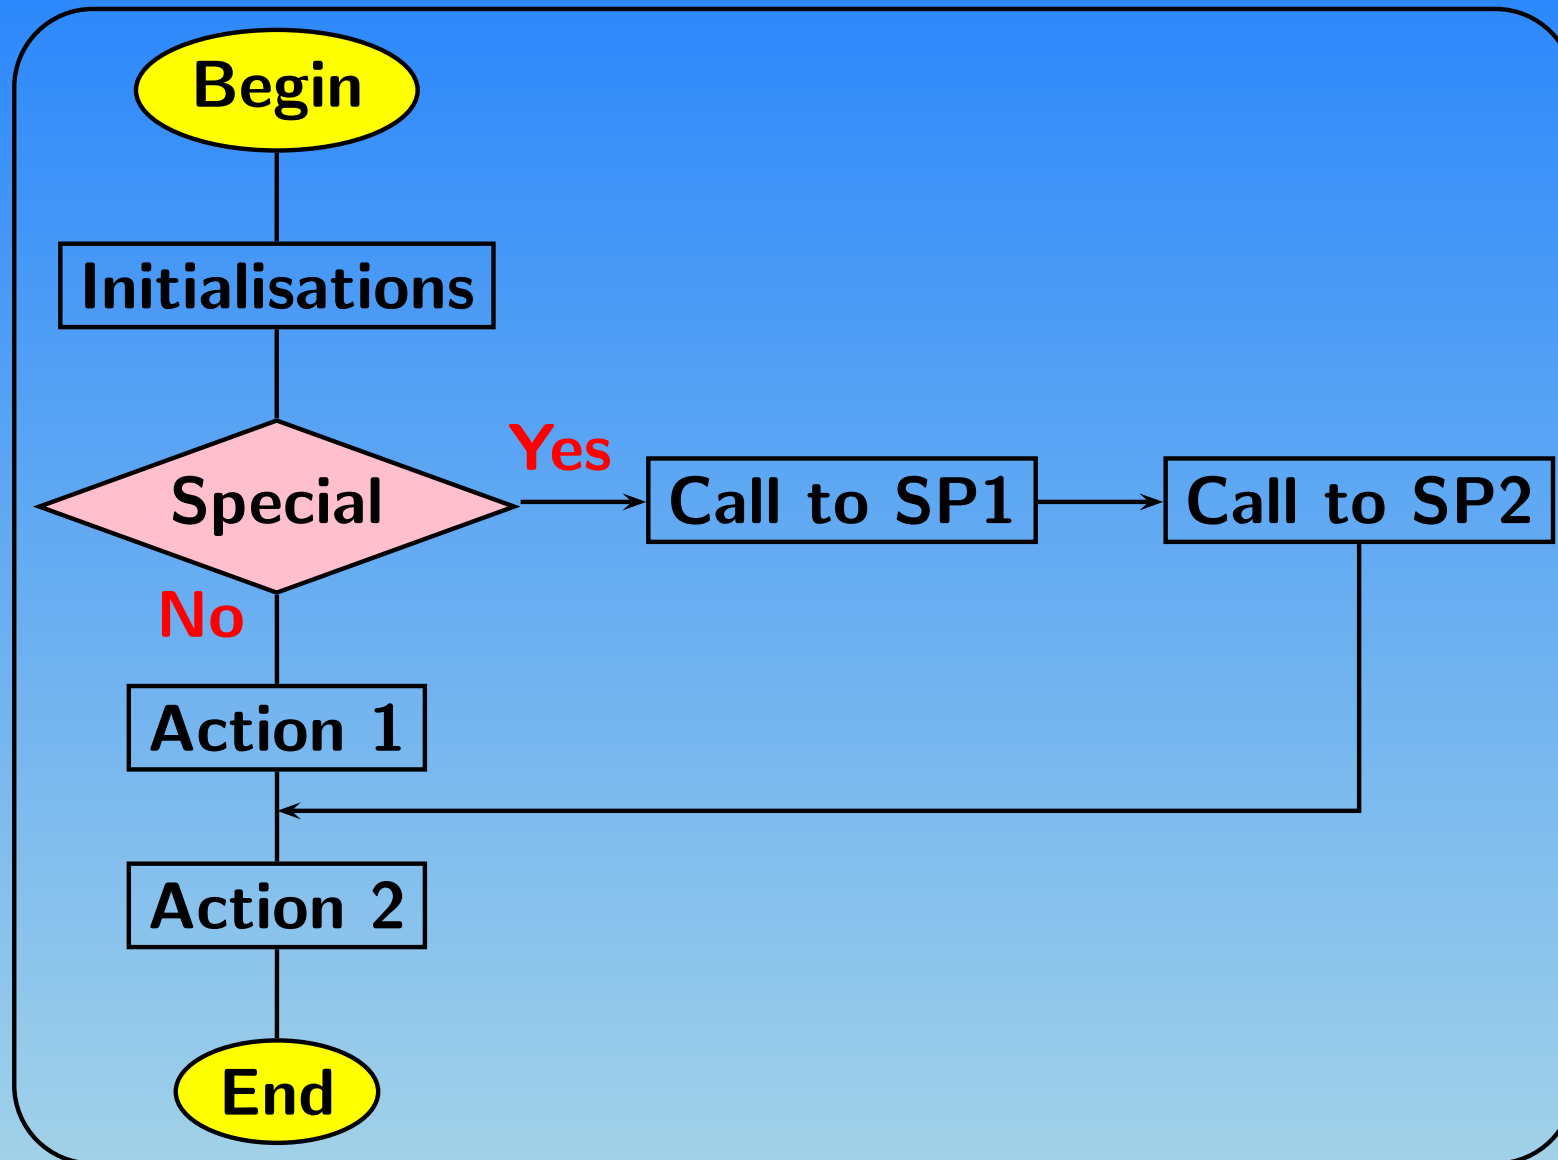 Begin
Initialisations
Special
Yes
Call to SP1
Call to SP2
No
Action 1
Action 2
End